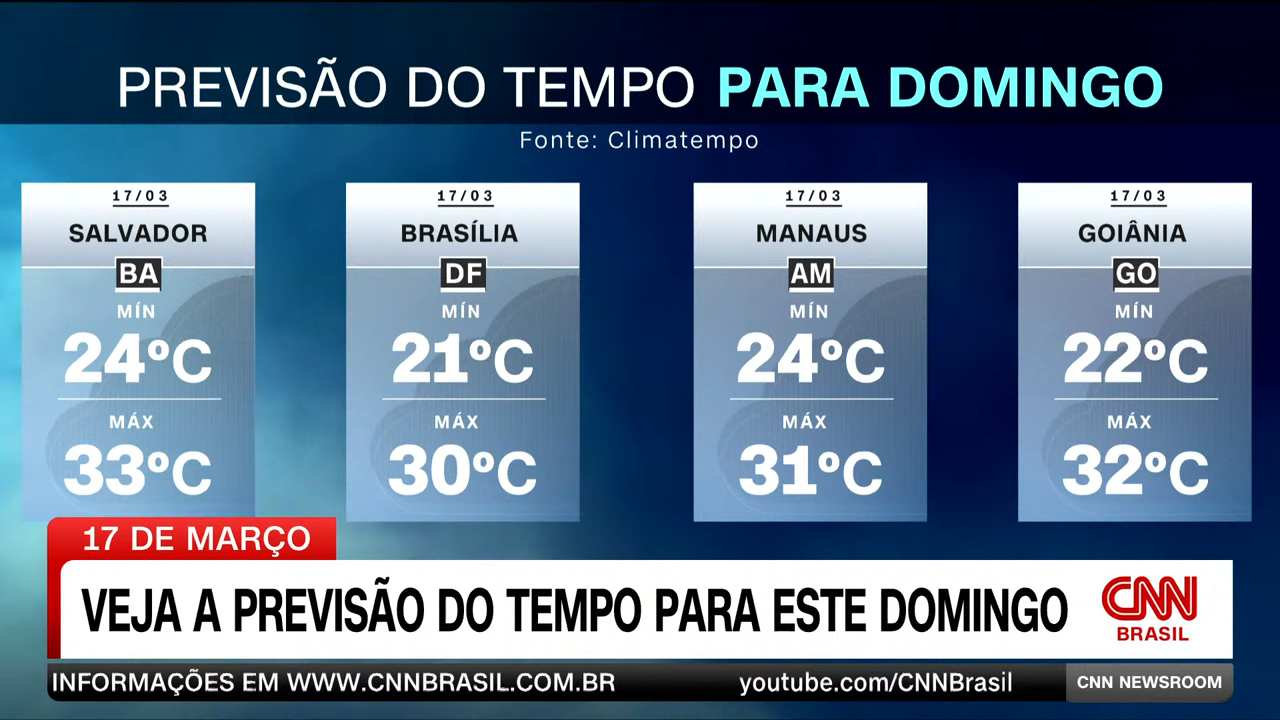 PREVISÃO DO TEMPO PARA DOMINGO
Fonte: Climatempo
17/03
SALVADOR
BA
MÍN
24ºC
MÁX
33ºC
17/03
BRASÍLIA
DF
MÍN
21ºC
MÁX
30ºC
17/03
MANAUS
AM
MÍN
24ºC
MÁX
31ºC
17/03
GOIÂNIA
GO
MÍN
22ºC
MÁX
32ºC
17 DE MARÇO
VEJA A PREVISÃO DO TEMPO PARA ESTE DOMINGO
CNN
BRASIL
INFORMAÇÕES EM WWW.CNNBRASIL.COM.BR
youtube.com/CNNBrasil
CNN NEWSROOM